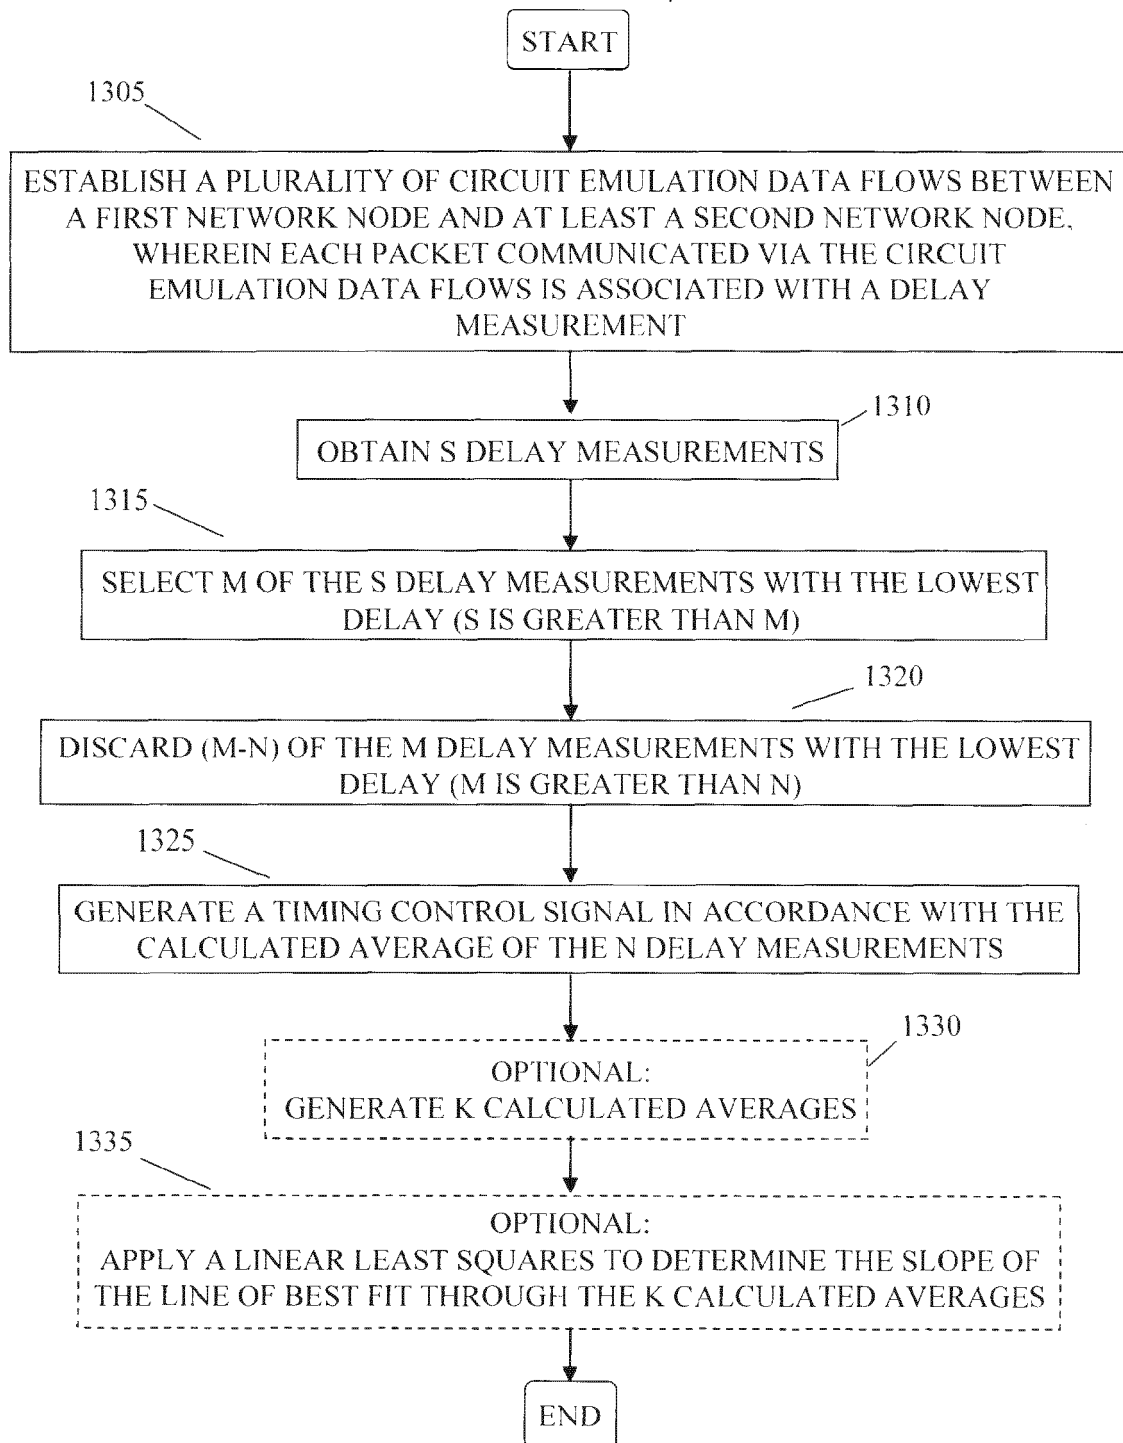 START
1305
ESTABLISH A PLURALITY OF CIRCUIT EMULATION DATA FLOWS BETWEEN
A FIRST NETWORK NODE AND AT LEAST A SECOND NETWORK NODE,
WHEREIN EACH PACKET COMMUNICATED VIA THE CIRCUIT
EMULATION DATA FLOWS IS ASSOCIATED WITH A DELAY
MEASUREMENT
1310
OBTAIN S DELAY MEASUREMENTS
1315
SELECT M OF THE S DELAY MEASUREMENTS WITH THE LOWEST
DELAY (S IS GREATER THAN M)
1320
DISCARD (M-N) OF THE M DELAY MEASUREMENTS WITH THE LOWEST
DELAY (M IS GREATER THAN N)
1325
GENERATE A TIMING CONTROL SIGNAL IN ACCORDANCE WITH THE
CALCULATED AVERAGE OF THE N DELAY MEASUREMENTS
1330
OPTIONAL:
GENERATE K CALCULATED AVERAGES
1335
OPTIONAL:
APPLY A LINEAR LEAST SQUARES TO DETERMINE THE SLOPE OF
THE LINE OF BEST FIT THROUGH THE K CALCULATED AVERAGES
END